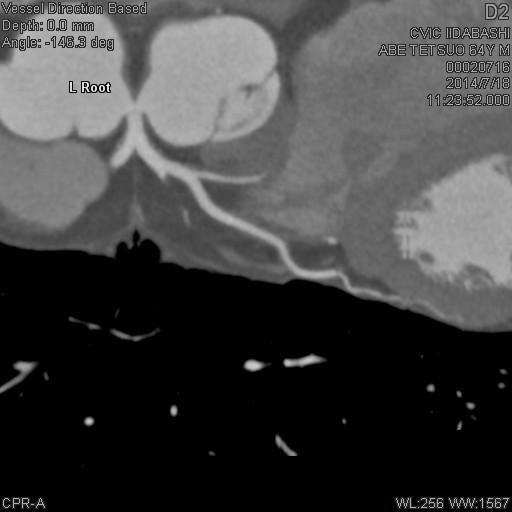 Vessel Direction Based
Depth: 0.0 mm
Angle: -146.3 deg
D2
CVIC IIDABASHI
ABE TETSUO 64Y M
00020716
2014/7/18
11:23:52.000
L Root
CPR-A
WL:256 WW:1567